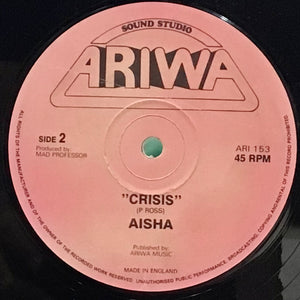 SOUND STUDIO
ARIWA
SIDE 2
Produced by:
MAD PROFESSOR
ARI 153
45 RPM
"CRISIS"
(P ROSS)
AISHA
Published by:
ARIWA MUSIC
MADE IN ENGLAND
ALL RIGHTS OF THE MANUFACTURER AND OF THE OWNER OF THE RECORDED WORK RESERVED. UNAUTHORISED PUBLIC PERFORMANCE, BROADCASTING, COPYING AND RENTAL OF THIS RECORD PROHIBITED.